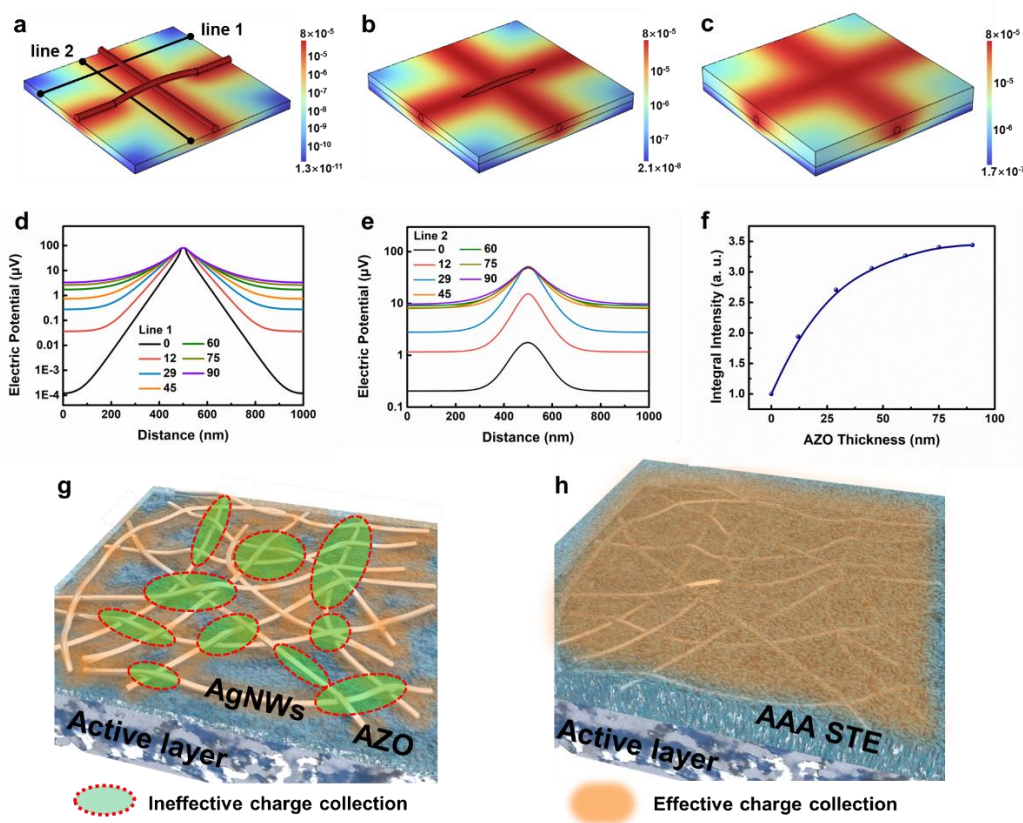 a
line 1
line 2
8×10⁻⁵
10⁻⁵
10⁻⁶
10⁻⁷
10⁻⁸
10⁻⁹
10⁻¹⁰
1.3×10⁻¹¹
b
8×10⁻⁵
10⁻⁵
10⁻⁶
10⁻⁷
2.1×10⁻⁸
c
8×10⁻⁵
10⁻⁵
10⁻⁶
1.7×10⁻⁷
d
Electric Potential (µV)
100
10
1
0.1
0.01
1E-3
1E-4
Line 1
0 60
12 75
29 90
45
0 200 400 600 800 1000
Distance (nm)
e
Electric Potential (µV)
100
10
1
0.1
Line 2
0 60
12 75
29 90
45
0 200 400 600 800 1000
Distance (nm)
f
Integral Intensity (a. u.)
3.5
3.0
2.5
2.0
1.5
1.0
0 25 50 75 100
AZO Thickness (nm)
g
AgNWs
AZO
Active layer
Ineffective charge collection
h
AAA STE
Active layer
Effective charge collection